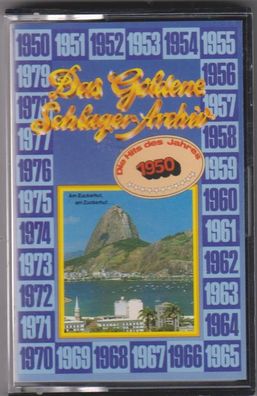 1950 1951 1952 1953 1954 1955
1979 1956
Das Goldene
1978 1957
Schlager-Archiv
1977 1958
Die Hits des Jahres
1950
1976 1959
1975 1960
Am Zuckerhut,
am Zuckerhut
1974 1961
1973 1962
1972 1963
1971 1964
1970 1969 1968 1967 1966 1965